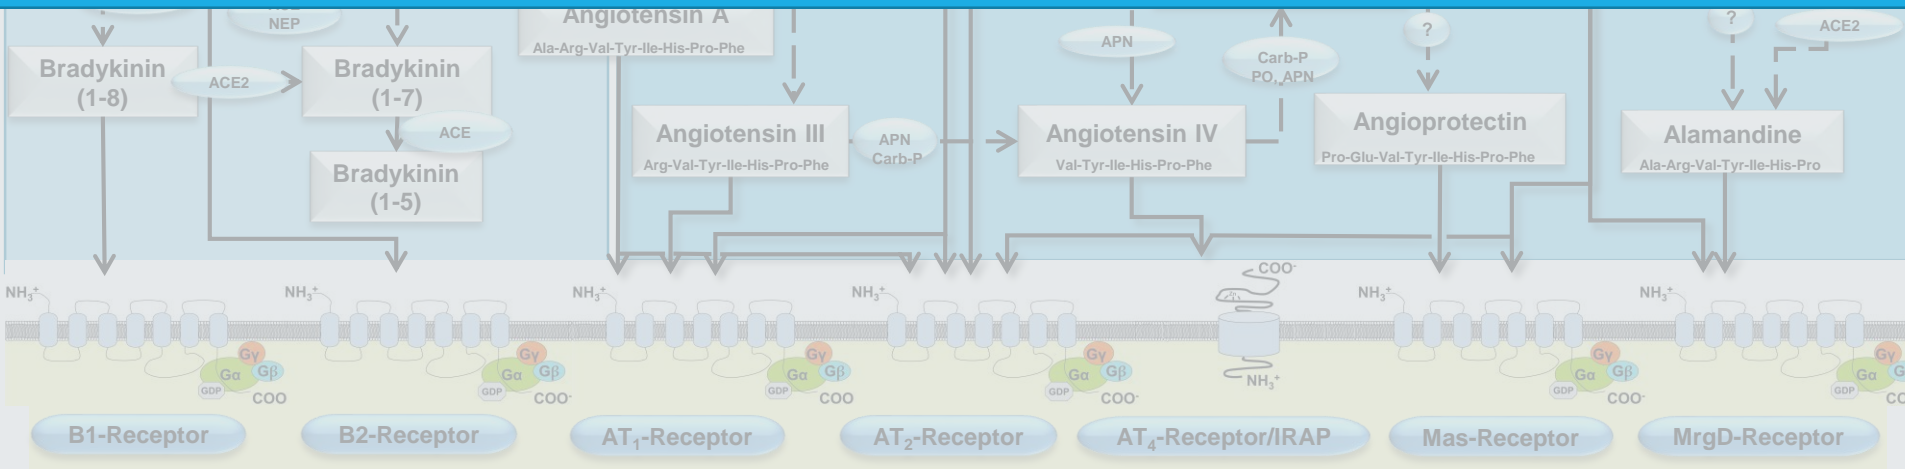 NEP
Angiotensin A
Ala-Arg-Val-Tyr-Ile-His-Pro-Phe
?
?
ACE2
APN
Carb-P
PO, APN
Bradykinin
(1-8)
ACE2
Bradykinin
(1-7)
ACE
Bradykinin
(1-5)
Angiotensin III
Arg-Val-Tyr-Ile-His-Pro-Phe
APN
Carb-P
Angiotensin IV
Val-Tyr-Ile-His-Pro-Phe
Angioprotectin
Pro-Glu-Val-Tyr-Ile-His-Pro-Phe
Alamandine
Ala-Arg-Val-Tyr-Ile-His-Pro
NH₃⁺
NH₃⁺
NH₃⁺
NH₃⁺
COO⁻
NH₃⁺
NH₃⁺
Gα
Gγ
Gβ
GDP
COO
Gα
Gγ
Gβ
GDP
COO⁻
Gα
Gγ
Gβ
GDP
COO
Gα
Gγ
Gβ
GDP
COO⁻
NH₃⁺
Gα
Gγ
Gβ
GDP
COO⁻
Gα
Gγ
GDP
B1-Receptor
B2-Receptor
AT₁-Receptor
AT₂-Receptor
AT₄-Receptor/IRAP
Mas-Receptor
MrgD-Receptor